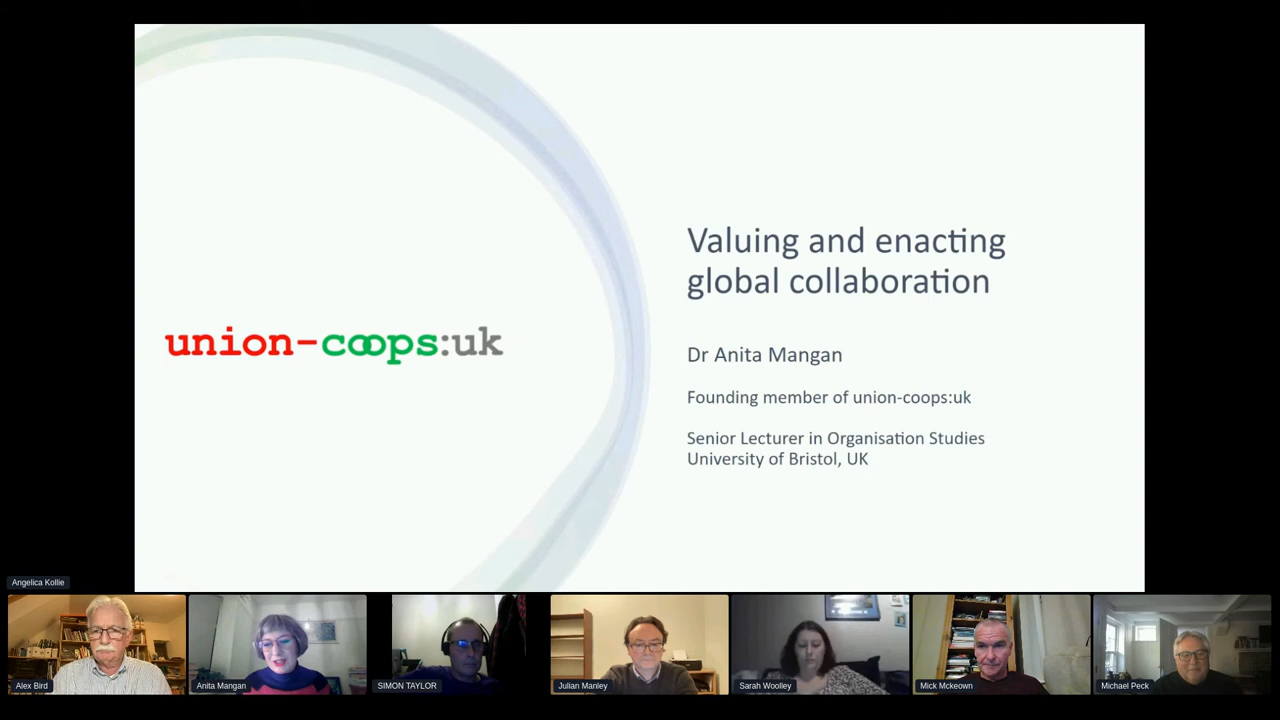 union-coops:uk
Valuing and enacting
global collaboration
Dr Anita Mangan
Founding member of union-coops:uk
Senior Lecturer in Organisation Studies
University of Bristol, UK
Angelica Kollie
Alex Bird
Anita Mangan
SIMON TAYLOR
Julian Manley
Sarah Woolley
Mick Mckeown
Michael Peck